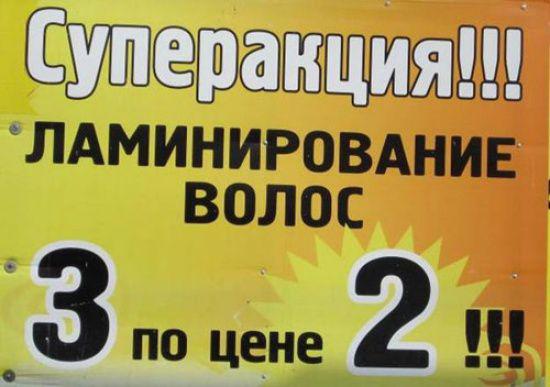 Суперакция!!!
ЛАМИНИРОВАНИЕ
ВОЛОС
3 по цене 2 !!!